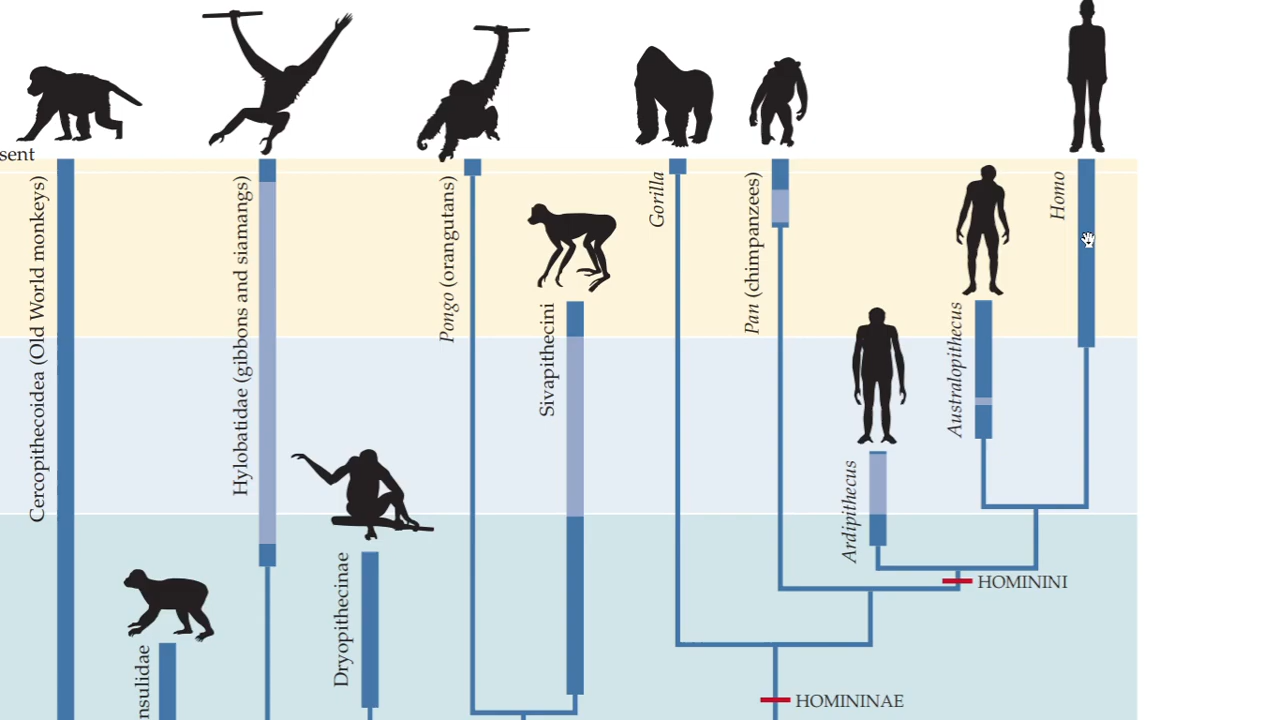 sent
Cercopithecoidea (Old World monkeys)
Hylobatidae (gibbons and siamangs)
Pongo (orangutans)
Sivapithecini
Gorilla
Pan (chimpanzees)
Homo
Australopithecus
Ardipithecus
Dryopithecinae
nsulidae
HOMININI
HOMININAE